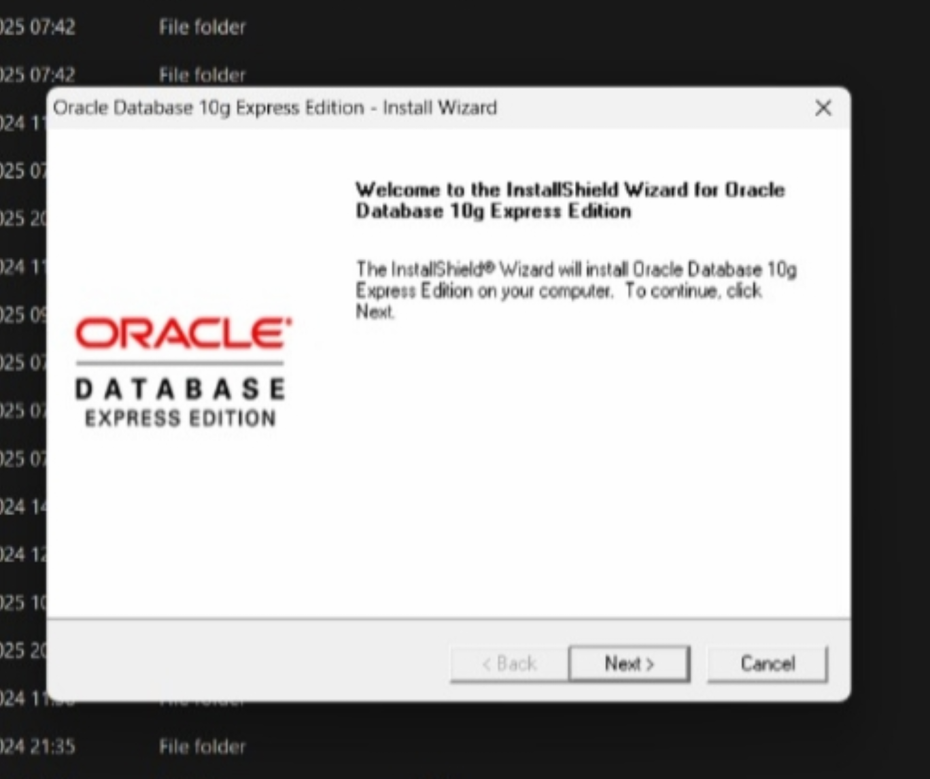 025 07:42 File folder
025 07:42 File folder
Oracle Database 10g Express Edition - Install Wizard
024 11
Welcome to the InstallShield Wizard for Oracle
Database 10g Express Edition
025 07
025 20
024 11
The InstallShield® Wizard will install Oracle Database 10g
Express Edition on your computer. To continue, click
Next.
025 09
ORACLE
025 07
DATABASE
EXPRESS EDITION
025 07
025 07
024 14
024 12
025 10
025 20
< Back Next > Cancel
024 11
024 21:35 File folder